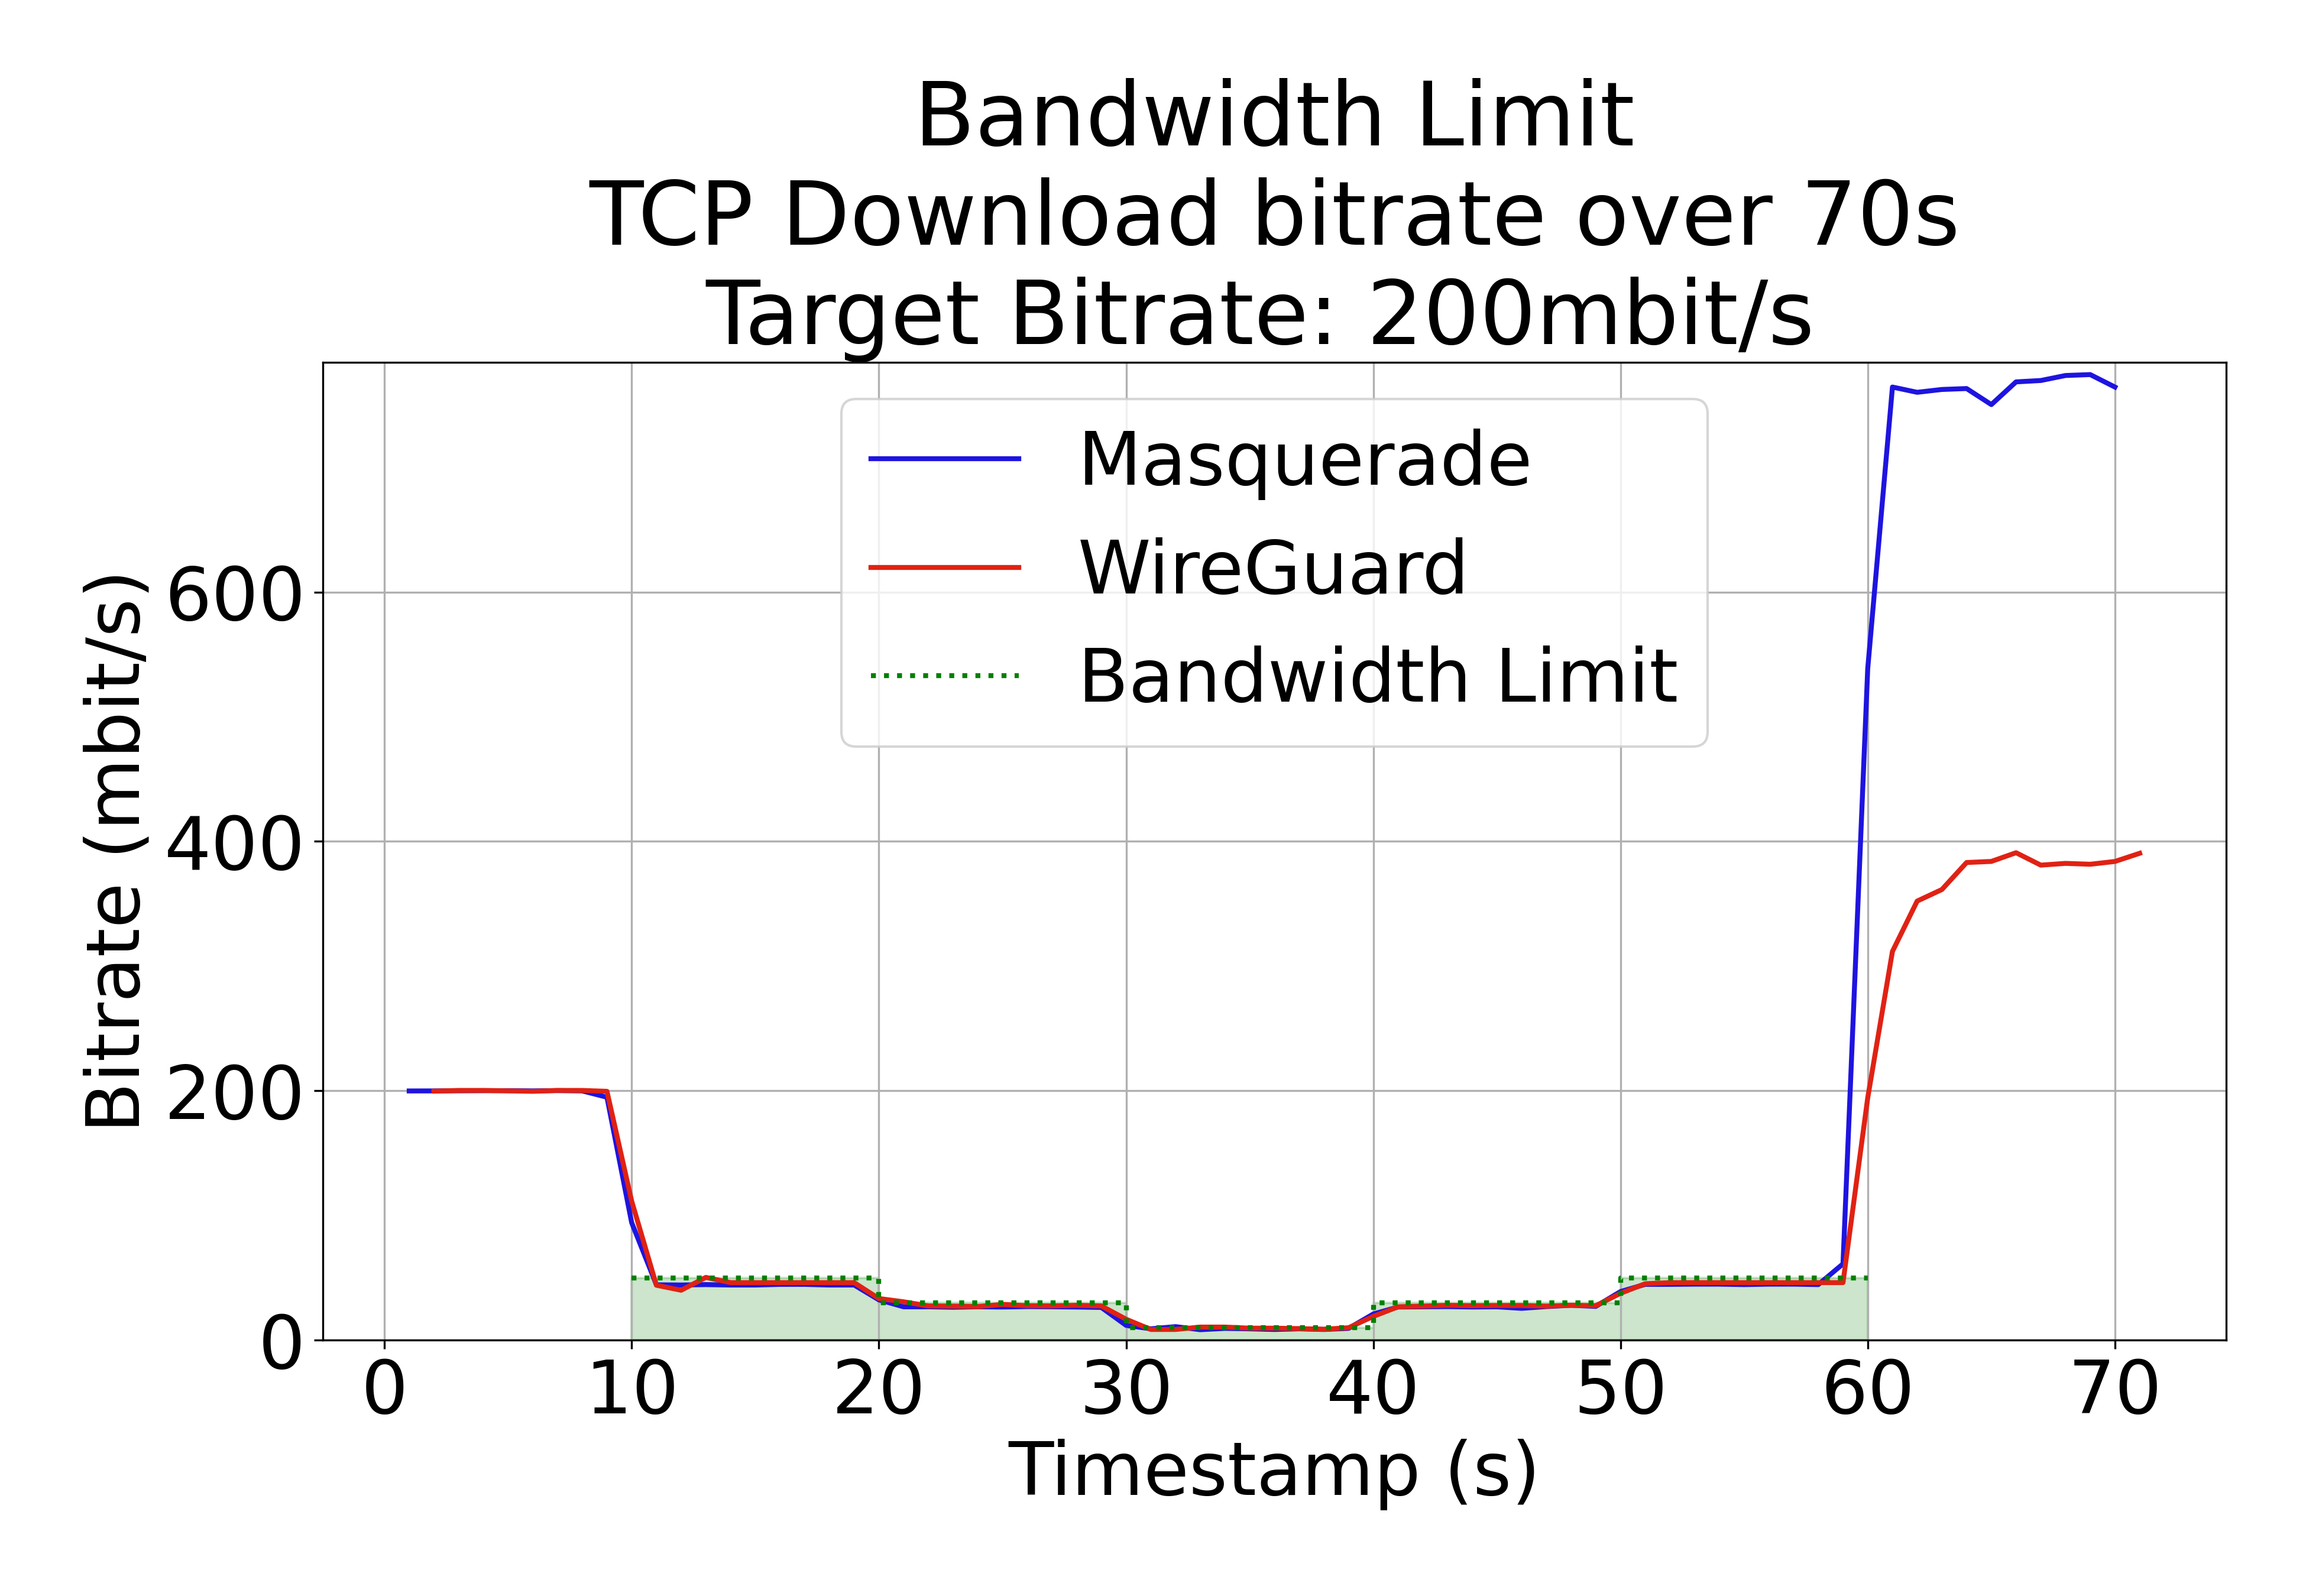 Bandwidth Limit
TCP Download bitrate over 70s
Target Bitrate: 200mbit/s
Masquerade
WireGuard
Bandwidth Limit
Bitrate (mbit/s)
600
400
200
0
0 10 20 30 40 50 60 70
Timestamp (s)